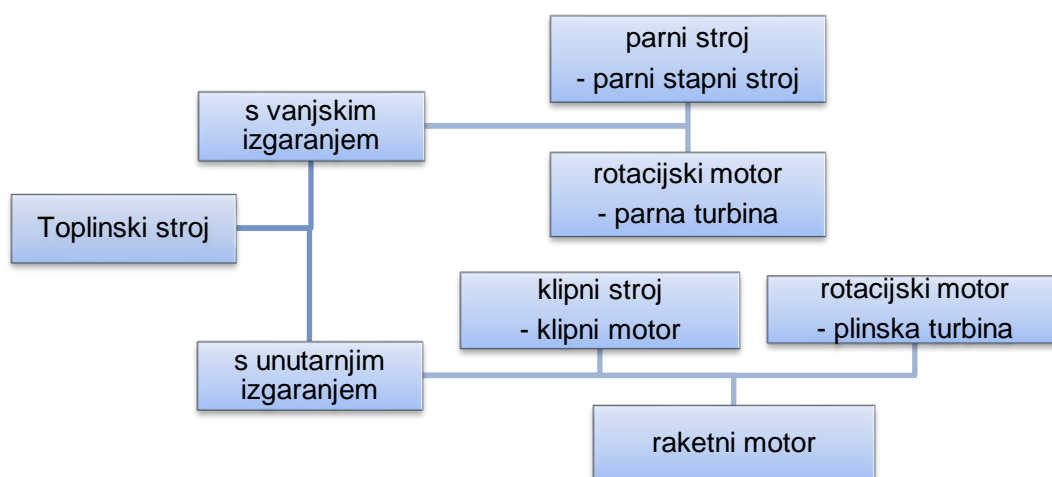 parni stroj
- parni stapni stroj
s vanjskim
izgaranjem
rotacijski motor
- parna turbina
Toplinski stroj
klipni stroj
- klipni motor
rotacijski motor
- plinska turbina
s unutarnjim
izgaranjem
raketni motor